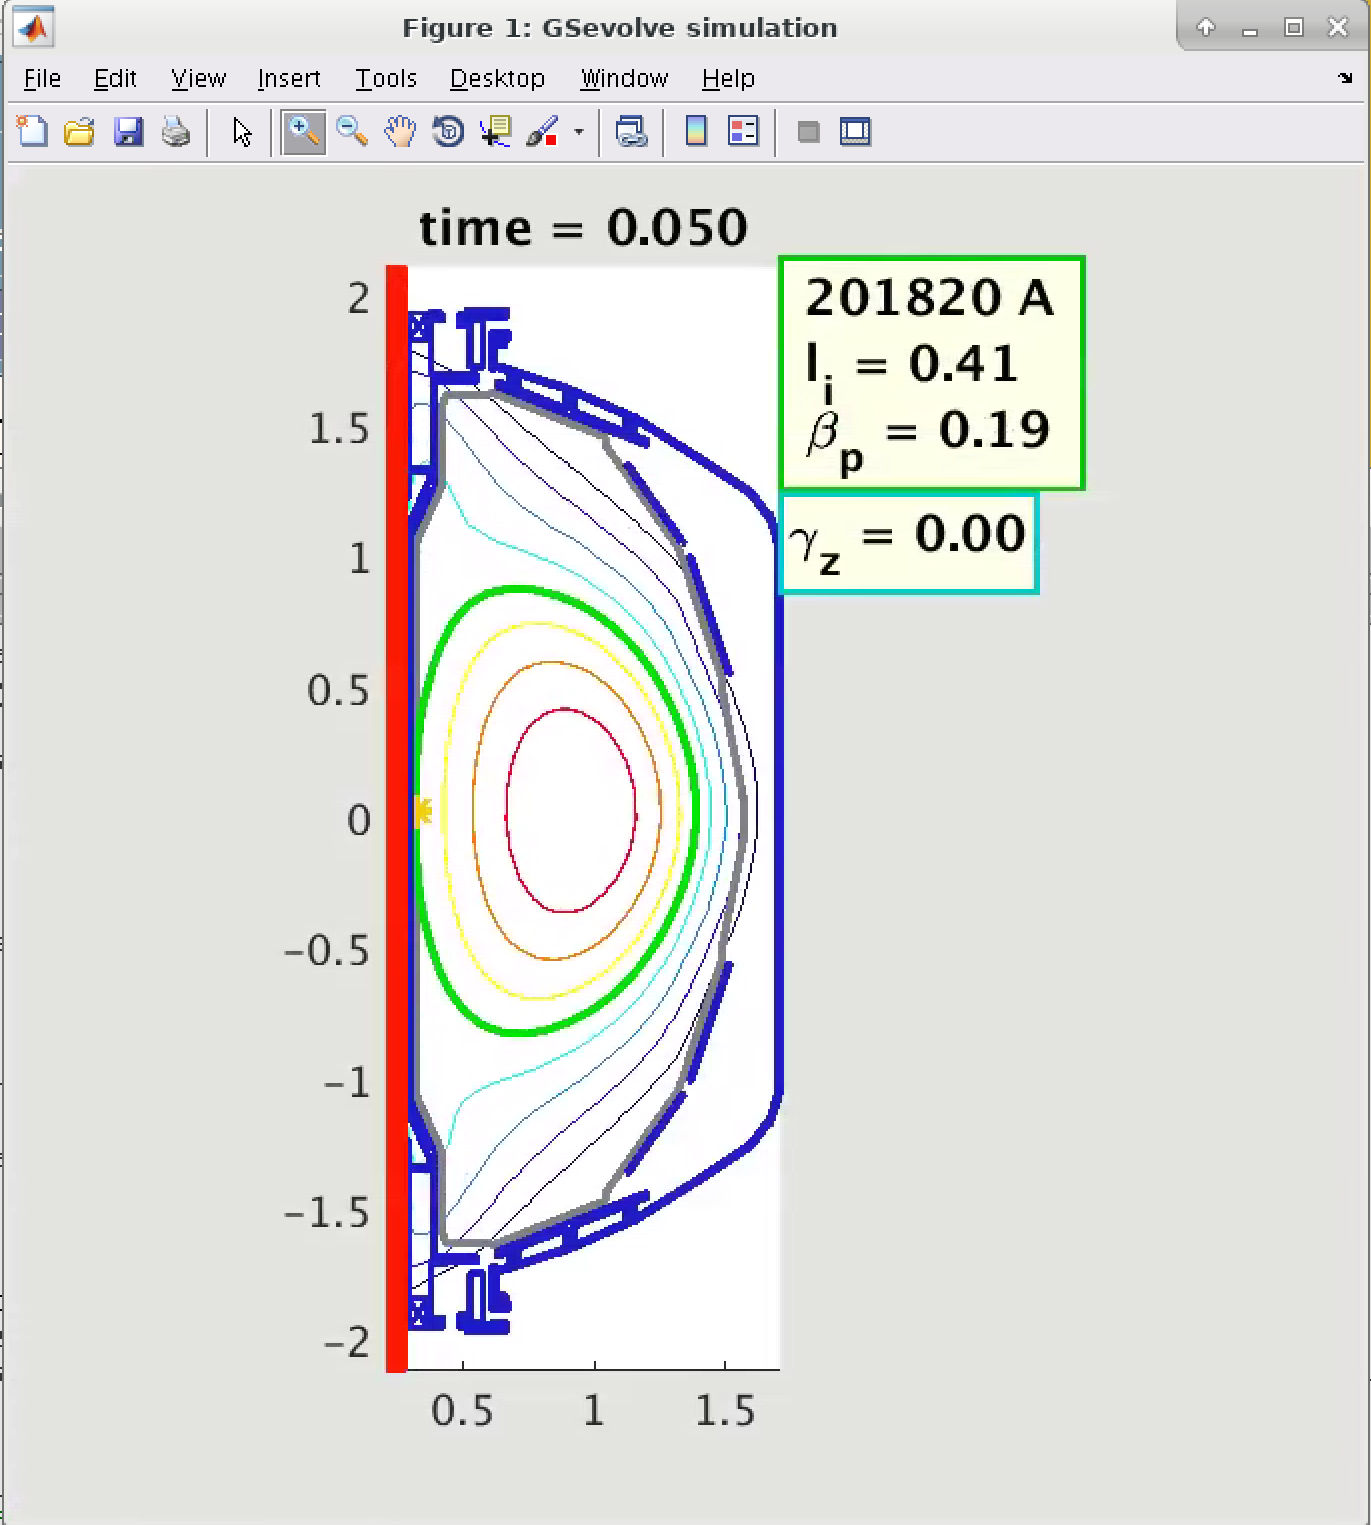 Figure 1: GSevolve simulation
File Edit View Insert Tools Desktop Window Help
time = 0.050
201820 A
l_i = 0.41
β_p = 0.19
γ_z = 0.00
2
1.5
1
0.5
0
−0.5
−1
−1.5
−2
0.5 1 1.5